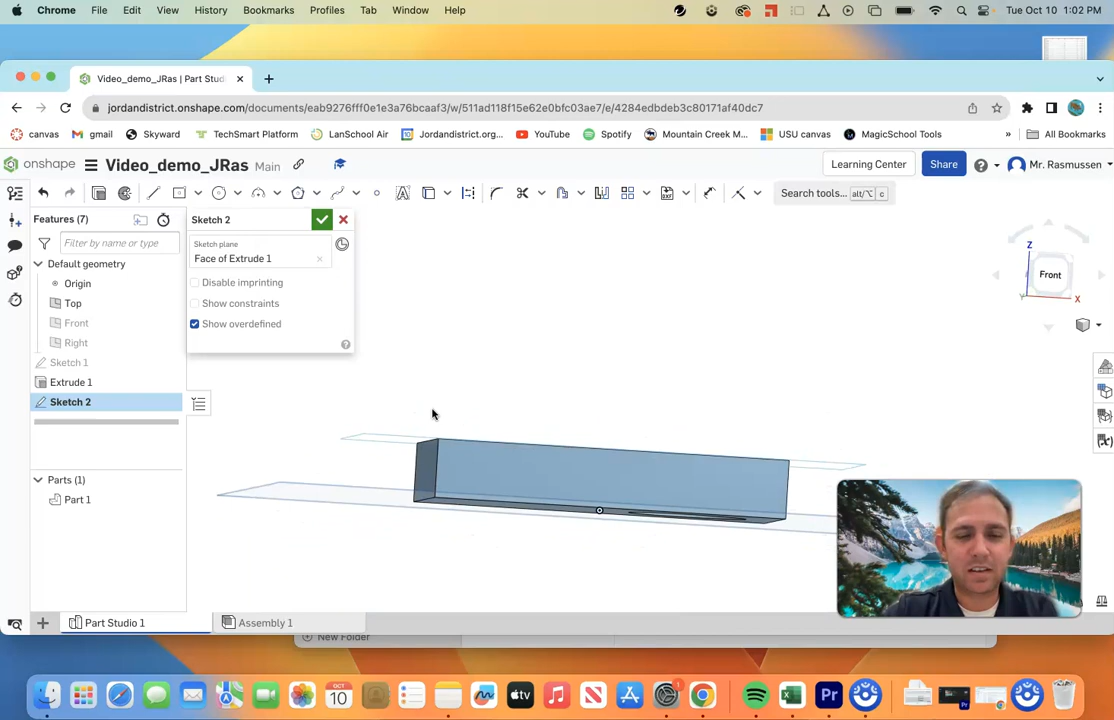 Chrome File Edit View History Bookmarks Profiles Tab Window Help Tue Oct 10 1:02 PM
Video_demo_JRas | Part Studi
jordandistrict.onshape.com/documents/eab9276fff0e1e3a76bcaaf3/w/511ad118f15e62e0bfc03ae7/e/4284edbdeb3c80171af40dc7
canvas gmail Skyward TechSmart Platform LanSchool Air Jordandistrict.org... YouTube Spotify Mountain Creek M... USU canvas MagicSchool Tools » All Bookmarks
onshape Video_demo_JRas Main Learning Center Share Mr. Rasmussen
Search tools... alt/⌥ c
Features (7)
Filter by name or type
Default geometry
Origin
Top
Front
Right
Sketch 1
Extrude 1
Sketch 2
Parts (1)
Part 1
Sketch 2
Sketch plane
Face of Extrude 1
Disable imprinting
Show constraints
Show overdefined
Z
Front
Y
X
Part Studio 1 Assembly 1
New Folder
OCT
10
tv
1